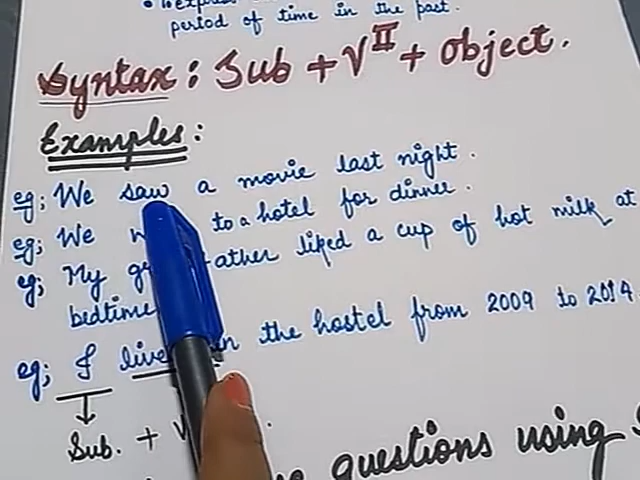 period of time in the past.
Syntax: Sub + V II + Object.
Examples:
eg; We saw a movie last night.
eg; We to a hotel for dinner.
eg; My liked a cup of hot milk at
bedtime
eg; I the hostel from 2009 to 2014
Sub. +
questions using